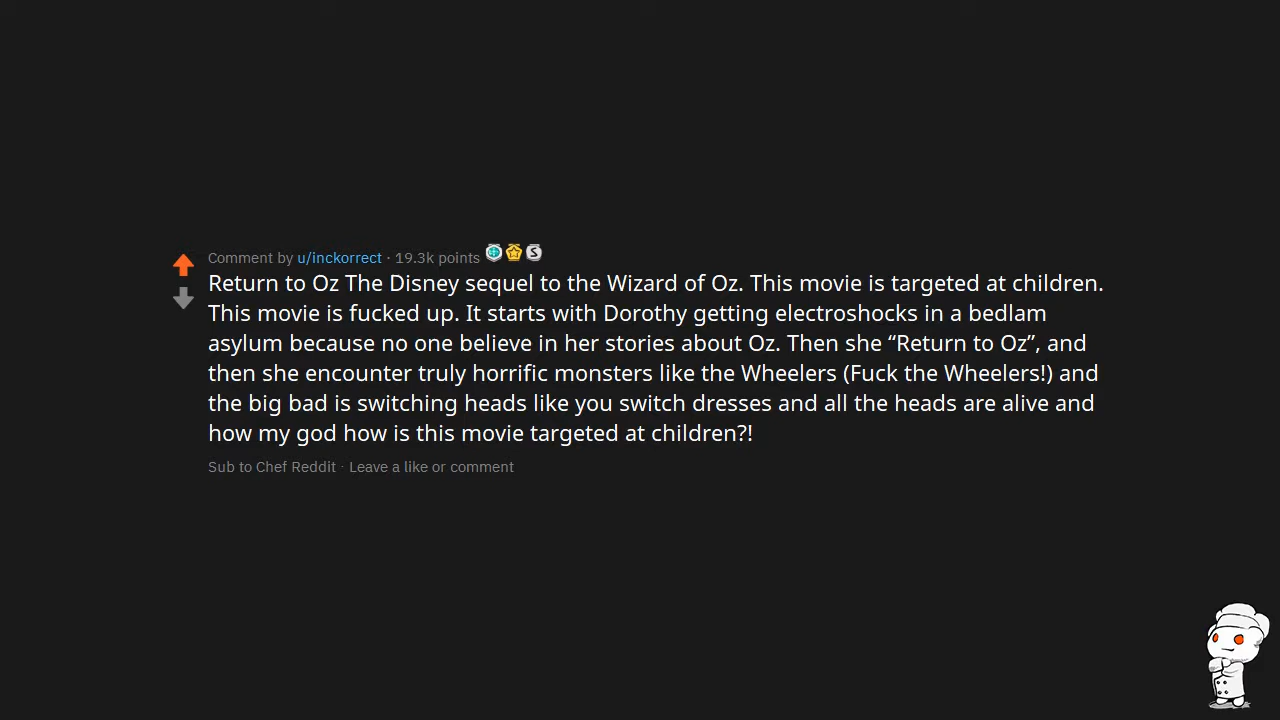 Comment by u/inckorrect · 19.3k points
Return to Oz The Disney sequel to the Wizard of Oz. This movie is targeted at children.
This movie is fucked up. It starts with Dorothy getting electroshocks in a bedlam
asylum because no one believe in her stories about Oz. Then she “Return to Oz”, and
then she encounter truly horrific monsters like the Wheelers (Fuck the Wheelers!) and
the big bad is switching heads like you switch dresses and all the heads are alive and
how my god how is this movie targeted at children?!
Sub to Chef Reddit · Leave a like or comment